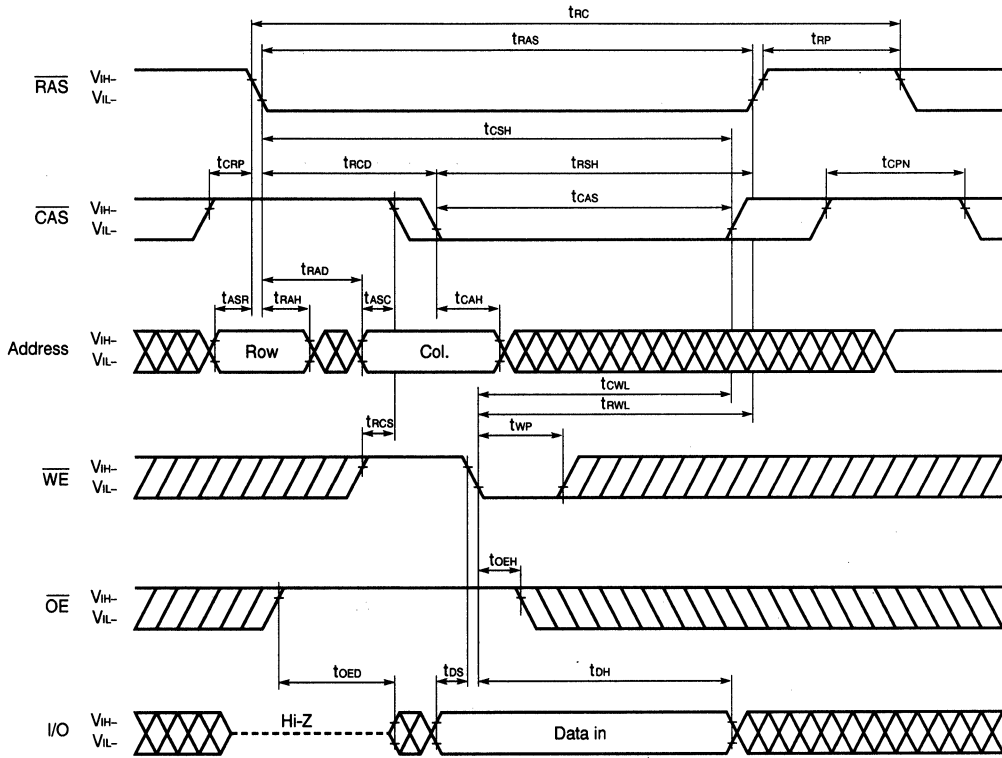 tRC
tRAS
tRP
RAS
VIH–
VIL–
tCSH
tCRP
tRCD
tRSH
tCPN
CAS
VIH–
VIL–
tCAS
tRAD
tASR
tRAH
tASC
tCAH
Address
VIH–
VIL–
Row
Col.
tCWL
tRWL
tRCS
tWP
WE
VIH–
VIL–
tOEH
OE
VIH–
VIL–
tOED
tDS
tDH
I/O
VIH–
VIL–
Hi-Z
Data in